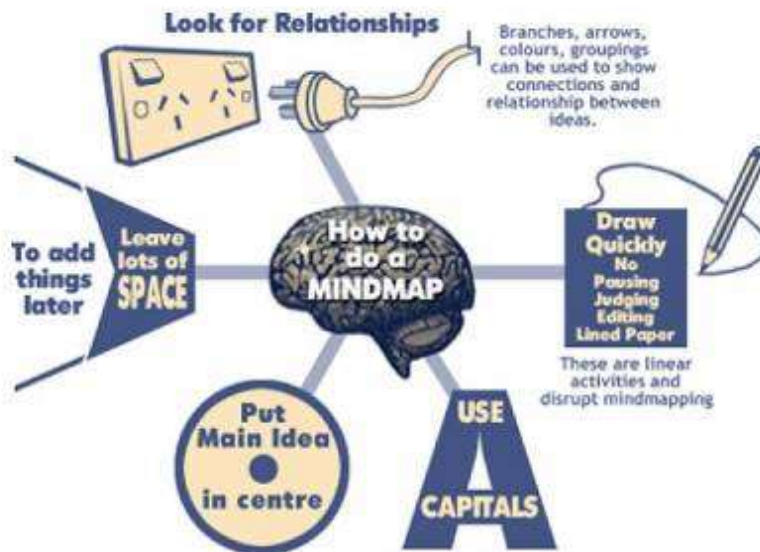 Look for Relationships
Branches, arrows,
colours, groupings
can be used to show
connections and
relationship between
ideas.
To add
things
later
Leave
lots of
SPACE
How to
do a
MINDMAP
Draw
Quickly
No
Pausing
Judging
Editing
Lined Paper
These are linear
activities and
disrupt mindmapping
Put
Main Idea
in centre
USE
CAPITALS